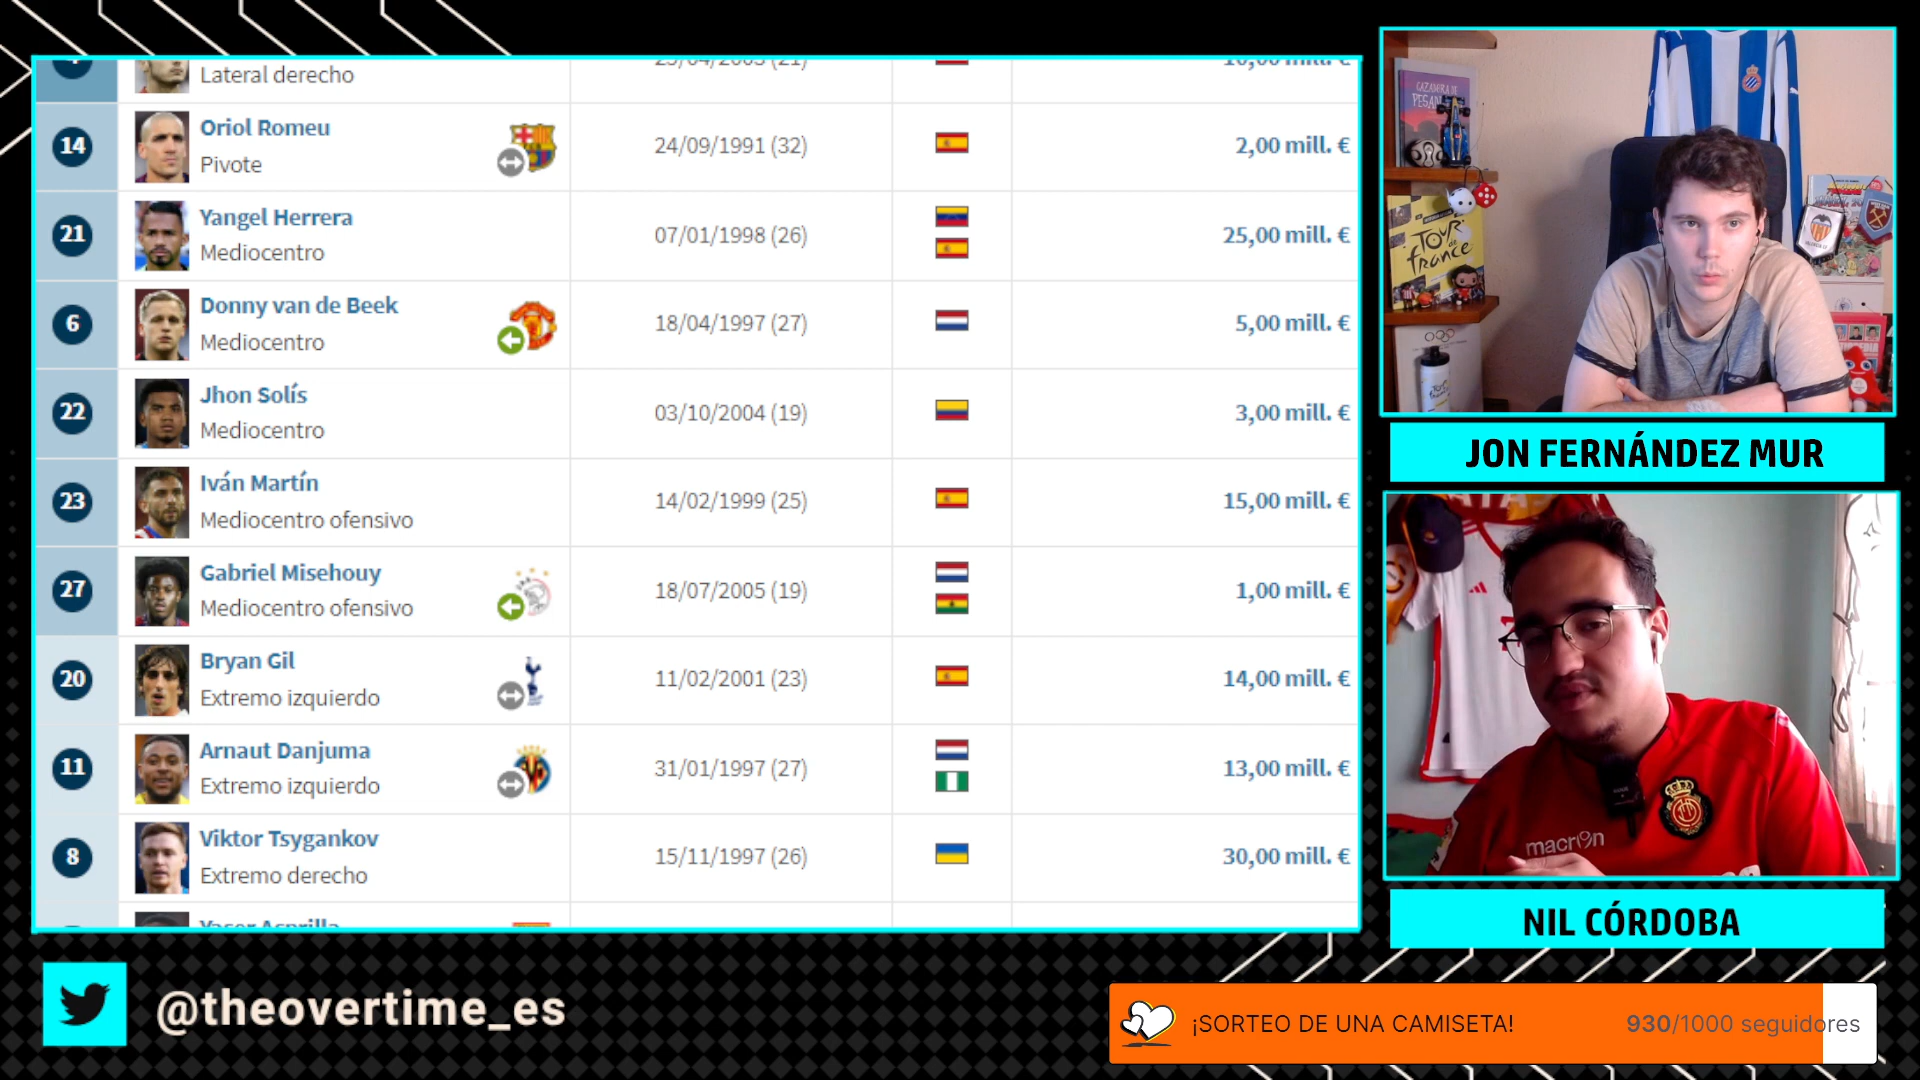 Lateral derecho
14
Oriol Romeu
Pivote
24/09/1991 (32)
2,00 mill. €
21
Yangel Herrera
Mediocentro
07/01/1998 (26)
25,00 mill. €
6
Donny van de Beek
Mediocentro
18/04/1997 (27)
5,00 mill. €
22
Jhon Solís
Mediocentro
03/10/2004 (19)
3,00 mill. €
23
Iván Martín
Mediocentro ofensivo
14/02/1999 (25)
15,00 mill. €
27
Gabriel Misehouy
Mediocentro ofensivo
18/07/2005 (19)
1,00 mill. €
20
Bryan Gil
Extremo izquierdo
11/02/2001 (23)
14,00 mill. €
11
Arnaut Danjuma
Extremo izquierdo
31/01/1997 (27)
13,00 mill. €
8
Viktor Tsygankov
Extremo derecho
15/11/1997 (26)
30,00 mill. €
TOUR
de
france
JON FERNÁNDEZ MUR
macron
NIL CÓRDOBA
@theovertime_es
¡SORTEO DE UNA CAMISETA!
930/1000 seguidores